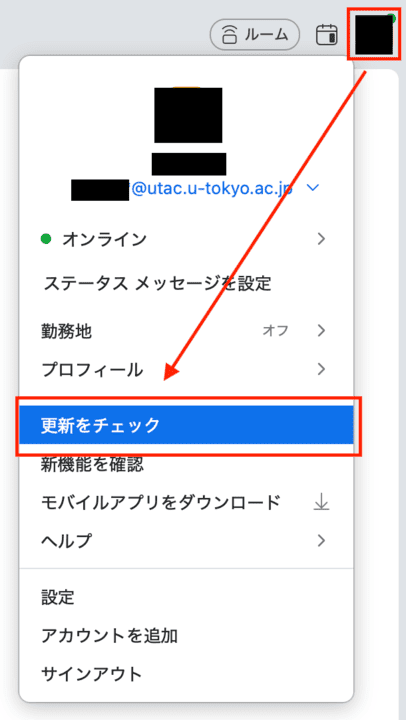 ルーム
@utac.u-tokyo.ac.jp
オンライン
ステータス メッセージを設定
勤務地 オフ
プロフィール
更新をチェック
新機能を確認
モバイルアプリをダウンロード
ヘルプ
設定
アカウントを追加
サインアウト